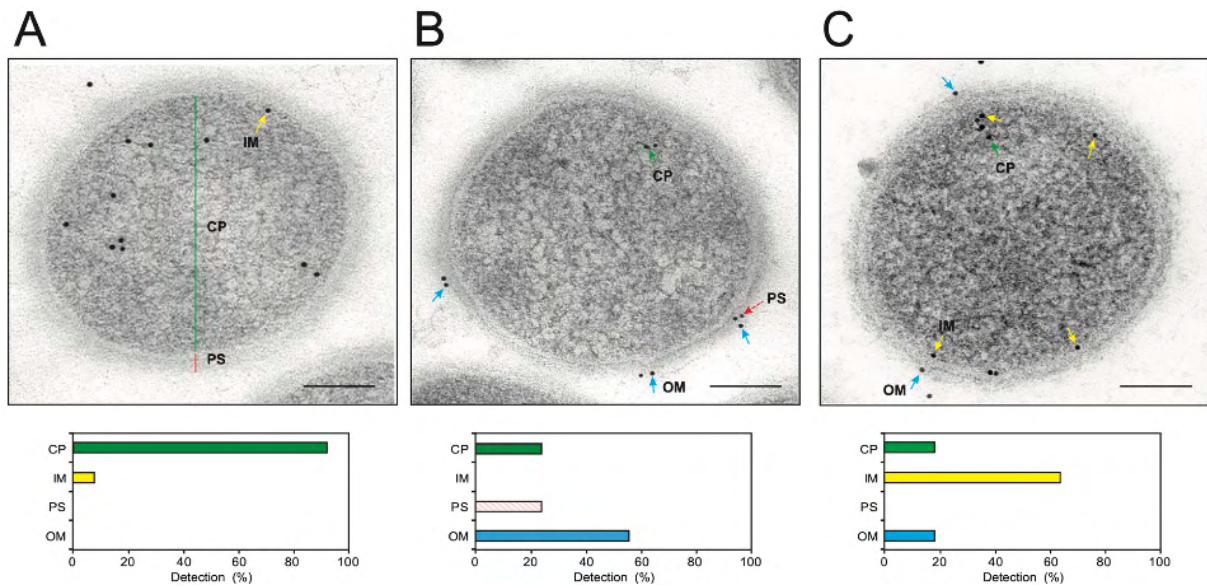 A
B
C
IM
CP
PS
CP
PS
OM
CP
IM
OM
CP
IM
PS
OM
0 20 40 60 80 100
Detection (%)
CP
IM
PS
OM
0 20 40 60 80 100
Detection (%)
CP
IM
PS
OM
0 20 40 60 80 100
Detection (%)